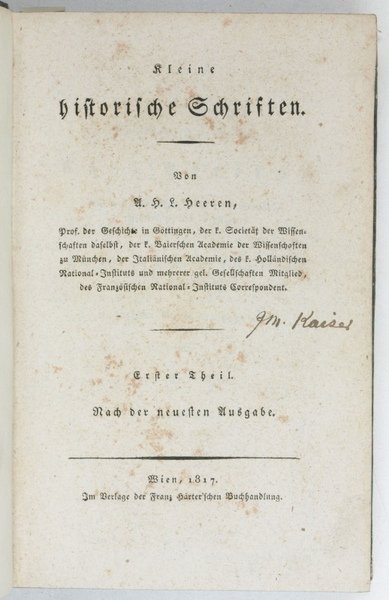 Kleine
historische Schriften.
Von
A. H. L. Heeren,
Prof. der Geschichte in Göttingen, der k. Societät der Wissen-
schaften daselbst, der k. Baierschen Academie der Wissenschaften
zu München, der Italiänischen Academie, des k. Holländischen
National-Instituts und mehrerer gel. Gesellschaften Mitglied,
des Französischen National-Instituts Correspondent.
Jm. Kaiser
Erster Theil.
Nach der neuesten Ausgabe.
Wien, 1817.
Im Verlage der Franz Härter'schen Buchhandlung.